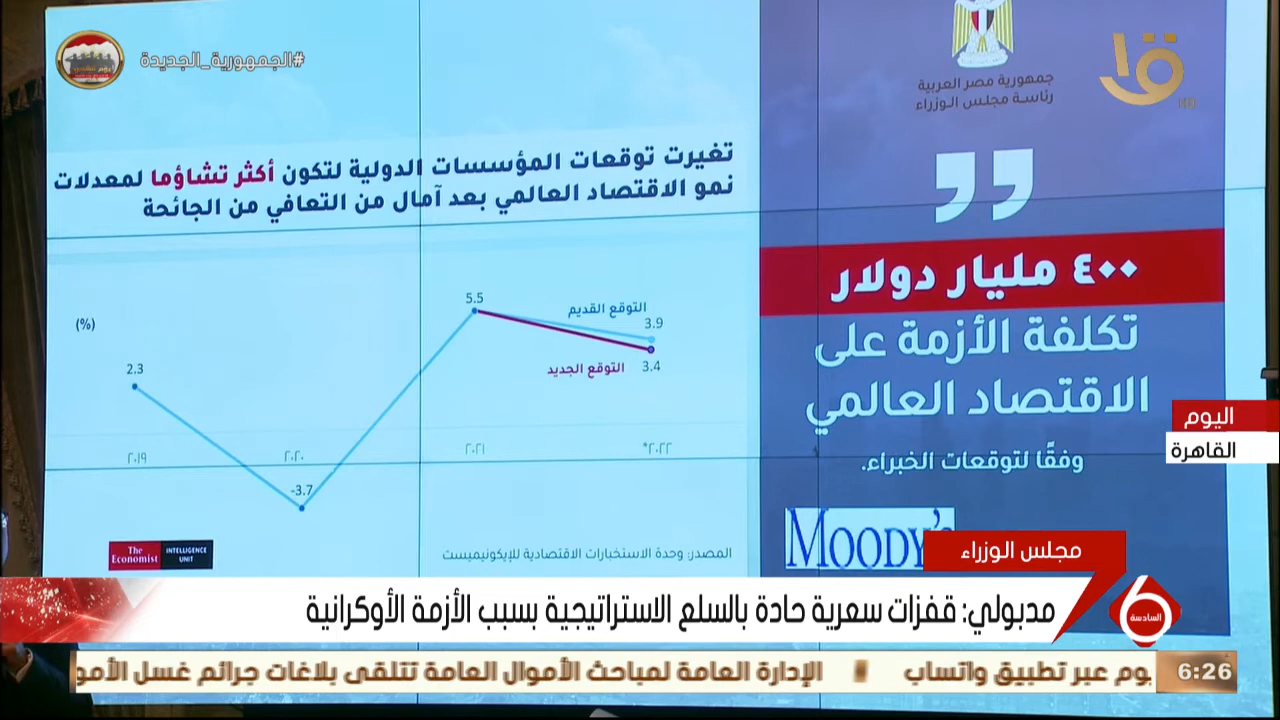 #الجمهورية_الجديدة
جمهورية مصر العربية
رئاسة مجلس الوزراء
تغيرت توقعات المؤسسات الدولية لتكون أكثر تشاؤما لمعدلات
نمو الاقتصاد العالمي بعد آمال من التعافي من الجائحة
٤٠٠ مليار دولار
تكلفة الأزمة على
الاقتصاد العالمي
وفقًا لتوقعات الخبراء.
MOODY'S
(%)
2.3
-3.7
5.5
التوقع القديم
3.9
التوقع الجديد
3.4
٢٠١٩
٢٠٢٠
٢٠٢١
*٢٠٢٢
The Economist
INTELLIGENCE UNIT
المصدر: وحدة الاستخبارات الاقتصادية للإيكونيميست
اليوم
القاهرة
مجلس الوزراء
مدبولي: قفزات سعرية حادة بالسلع الاستراتيجية بسبب الأزمة الأوكرانية
6
السادسة
يوم عبر تطبيق واتساب
الإدارة العامة لمباحث الأموال العامة تتلقى بلاغات جرائم غسل الأمو
6:26